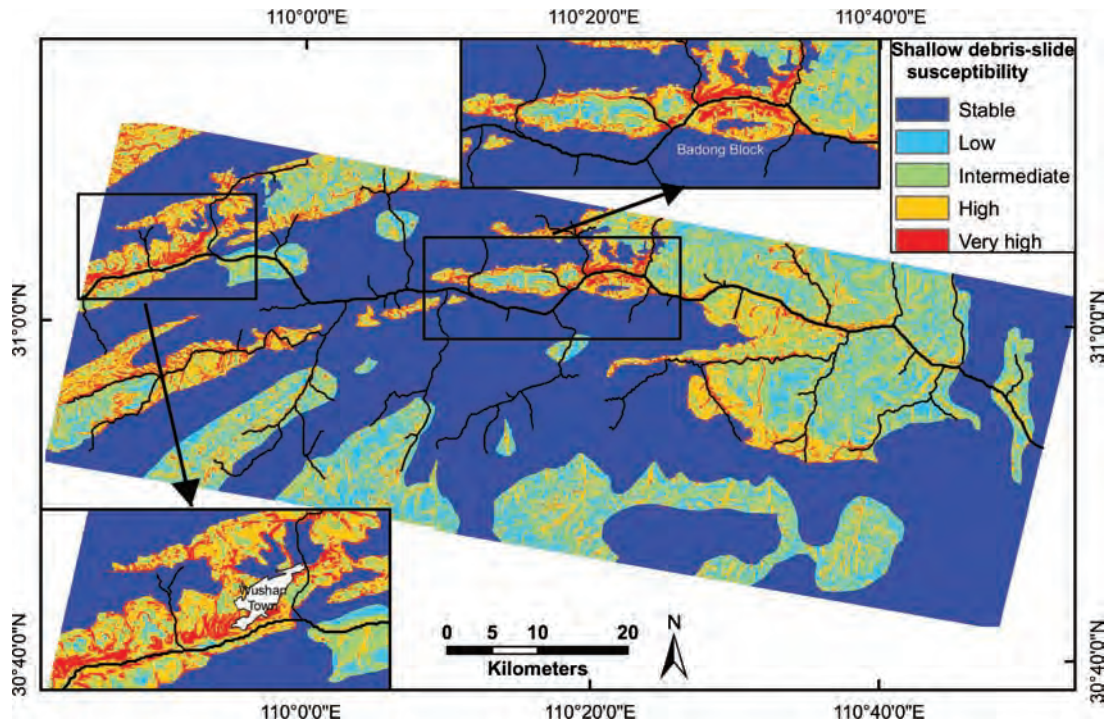 110°0'0"E
110°20'0"E
110°40'0"E
Shallow debris-slide
susceptibility
Stable
Low
Intermediate
High
Very high
Badong Block
31°0'0"N
31°0'0"N
Wushan
Town
0 5 10 20
Kilometers
N
30°40'0"N
30°40'0"N
110°0'0"E
110°20'0"E
110°40'0"E